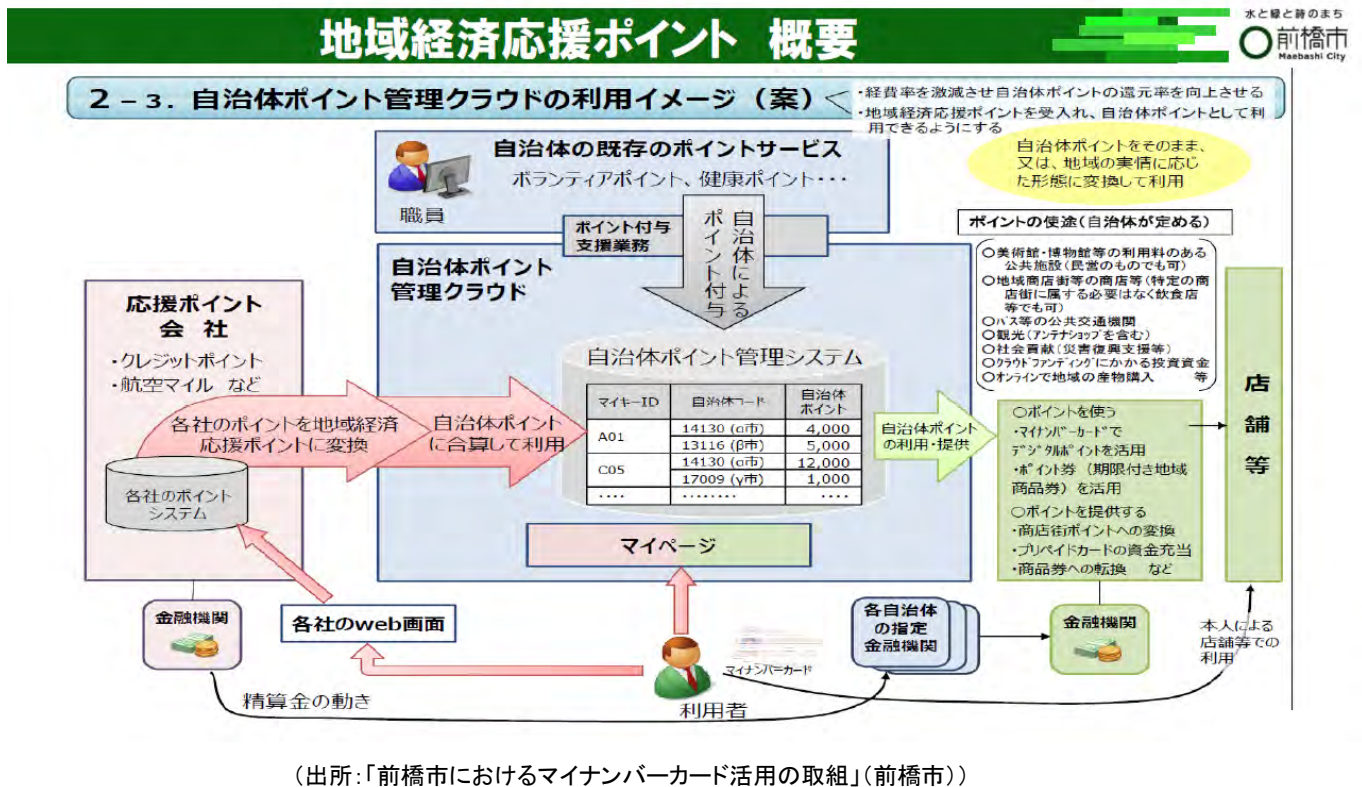 地域経済応援ポイント 概要
水と緑と詩のまち
前橋市
Maebashi City
2-3. 自治体ポイント管理クラウドの利用イメージ(案)
・経費率を激減させ自治体ポイントの還元率を向上させる
・地域経済応援ポイントを受入れ、自治体ポイントとして利
用できるようにする
自治体の既存のポイントサービス
ボランティアポイント、健康ポイント・・・
職員
自治体ポイントをそのまま、
又は、地域の実情に応じ
た形態に変換して利用
ポイント付与
支援業務
自治体による
ポイント付与
ポイントの使途(自治体が定める)
○美術館・博物館等の利用料のある
公共施設(民営のものでも可)
○地域商店街等の商店等(特定の商
店街に属する必要はなく飲食店
等でも可)
○バス等の公共交通機関
○観光(アンテナショップを含む)
○社会貢献(災害復興支援等)
○クラウドファンディングにかかる投資資金
○オンラインで地域の産物購入 等
自治体ポイント
管理クラウド
応援ポイント
会 社
・クレジットポイント
・航空マイル など
各社のポイントを地域経済
応援ポイントに変換
自治体ポイント
に合算して利用
各社のポイント
システム
自治体ポイント管理システム
マイキーID 自治体コード 自治体
ポイント
A01 14130 (α市) 4,000
13116 (β市) 5,000
C05 14130 (α市) 12,000
17009 (γ市) 1,000
・・・・ ・・・・・・・・ ・・・・
自治体ポイント
の利用・提供
○ポイントを使う
・マイナンバーカードで
デジタルポイントを活用
・ポイント券(期限付き地域
商品券)を活用
○ポイントを提供する
・商店街ポイントへの変換
・プリペイドカードの資金充当
・商品券への転換 など
店舗等
マイページ
金融機関
各社のweb画面
利用者
マイナンバーカード
各自治体
の指定
金融機関
金融機関
本人による
店舗等での
利用
精算金の動き
(出所:「前橋市におけるマイナンバーカード活用の取組」(前橋市))